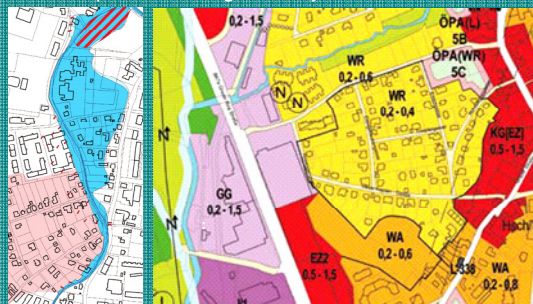 0,2 - 1,5
ÖPA(L)
5B
ÖPA(WR)
5C
WR
0,2 - 0,6
N
N
WR
0,2 - 0,4
KG[EZ]
0.5 - 1,5
N
GG
0,2 - 1,5
N
WA
0,2 - 0,6
EZ2
0.5 - 1,5
L338
WA
0,2 - 0,8